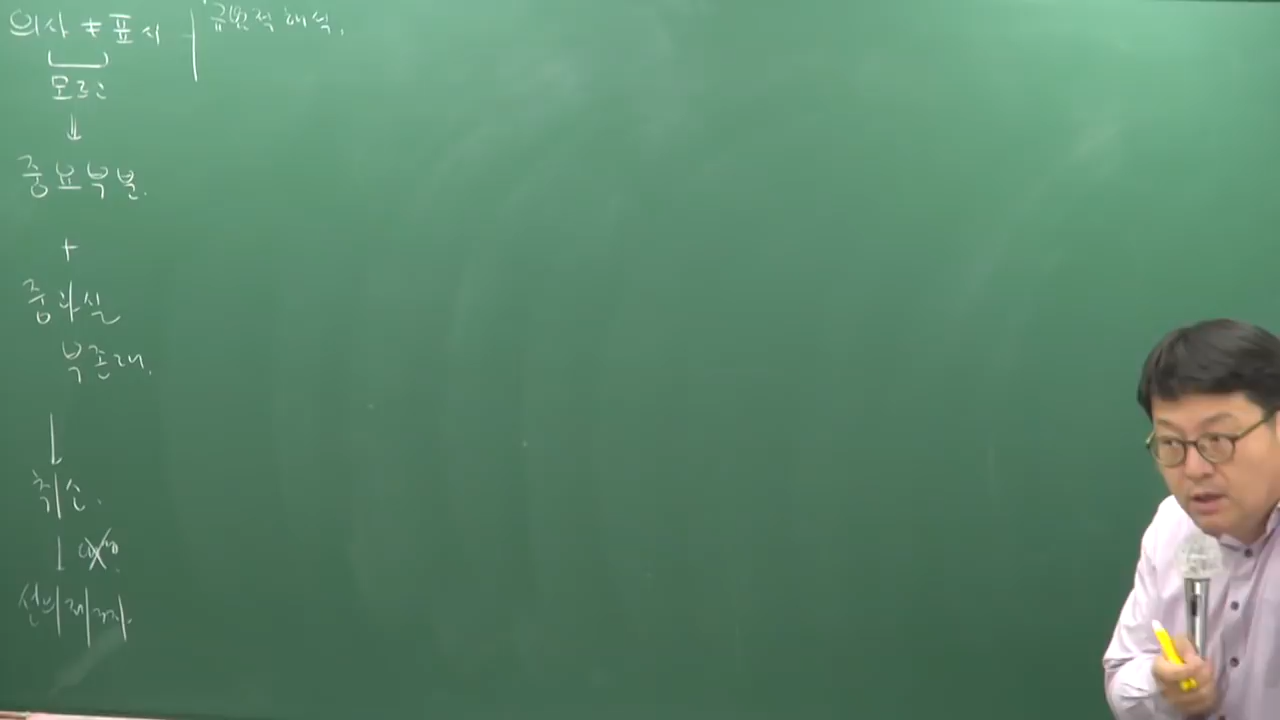 의사 ≠ 표시
규범적 해석.
모르고
↓
중요부분.
+
중과실
부존재.
↓
취소.
↓
선의 제3자.